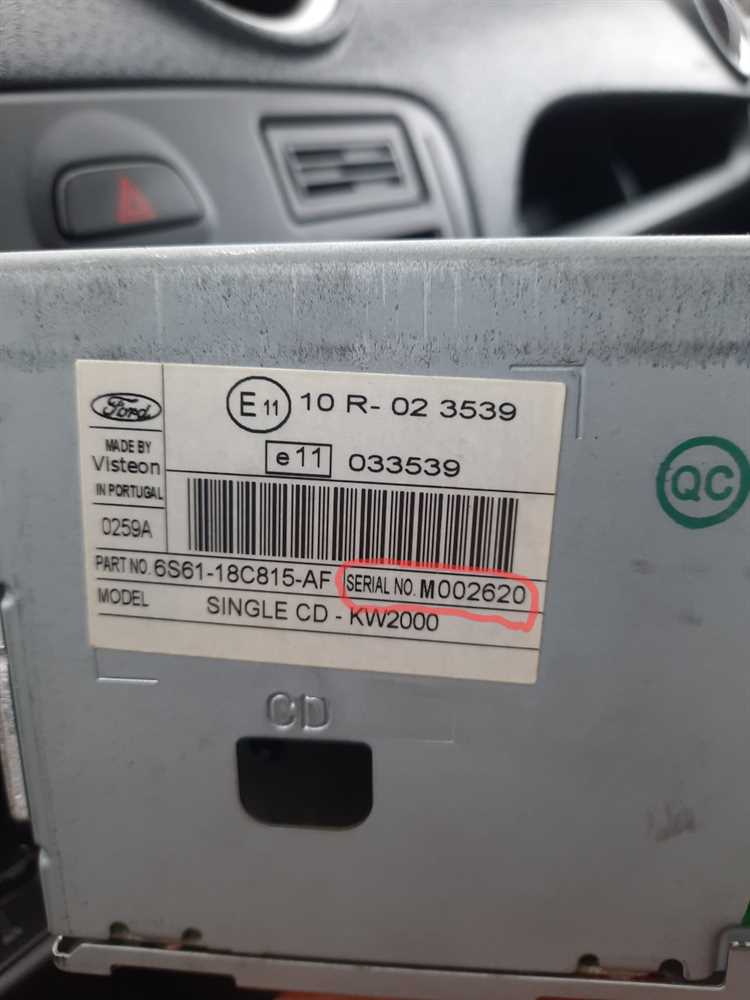 Ford
E 11 10 R- 02 3539
MADE BY
Visteon
IN PORTUGAL
e11 033539
0259A
PART NO. 6S61-18C815-AF SERIAL NO. M002620
MODEL SINGLE CD - KW2000
QC
CD